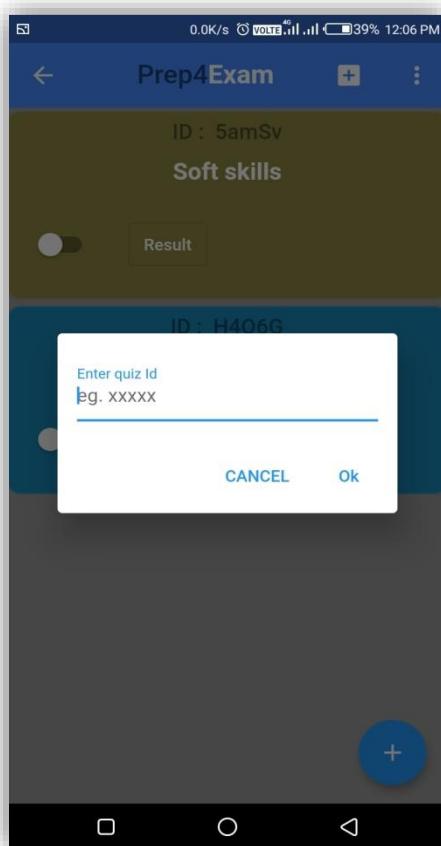 0.0K/s VOLTE 4G 39% 12:06 PM
Prep4Exam
ID : 5amSv
Soft skills
Result
ID : H4O6G
Enter quiz Id
eg. xxxxx
CANCEL Ok